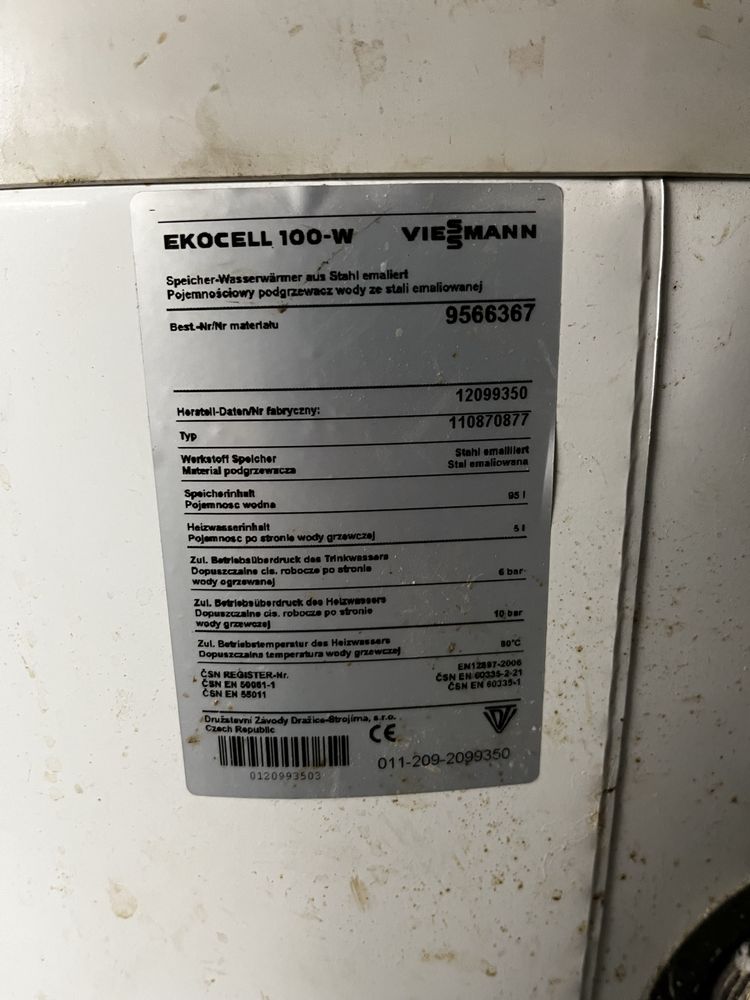 EKOCELL 100-W VIESSMANN
Speicher-Wasserwärmer aus Stahl emaliert
Pojemnościowy podgrzewacz wody ze stali emaliowanej
Best.-Nr/Nr materiału 9566367
Herstell-Daten/Nr fabryczny: 12099350
Typ 110870877
Werkstoff Speicher Stahl emailliert
Material podgrzewacza Stal emaliowana
Speicherinhalt 95 l
Pojemnosc wodna
Heizwasserinhalt 5 l
Pojemnosc po stronie wody grzewczej
Zul. Betriebsüberdruck des Trinkwassers
Dopuszczalne cis. robocze po stronie
wody ogrzewanej 6 bar
Zul. Betriebsüberdruck des Heizwassers
Dopuszczalne cis. robocze po stronie
wody grzewczej 10 bar
Zul. Betriebstemperatur des Heizwassers 80°C
Dopuszczalna temperatura wody grzewczej
ČSN REGISTER-Nr. EN12897-2006
ČSN EN 50081-1 ČSN EN 60335-2-21
ČSN EN 55011 ČSN EN 60335-1
Družstevní Závody Dražice-Strojírna, s.r.o.
Czech Republic CE
011-209-2099350
0120993503